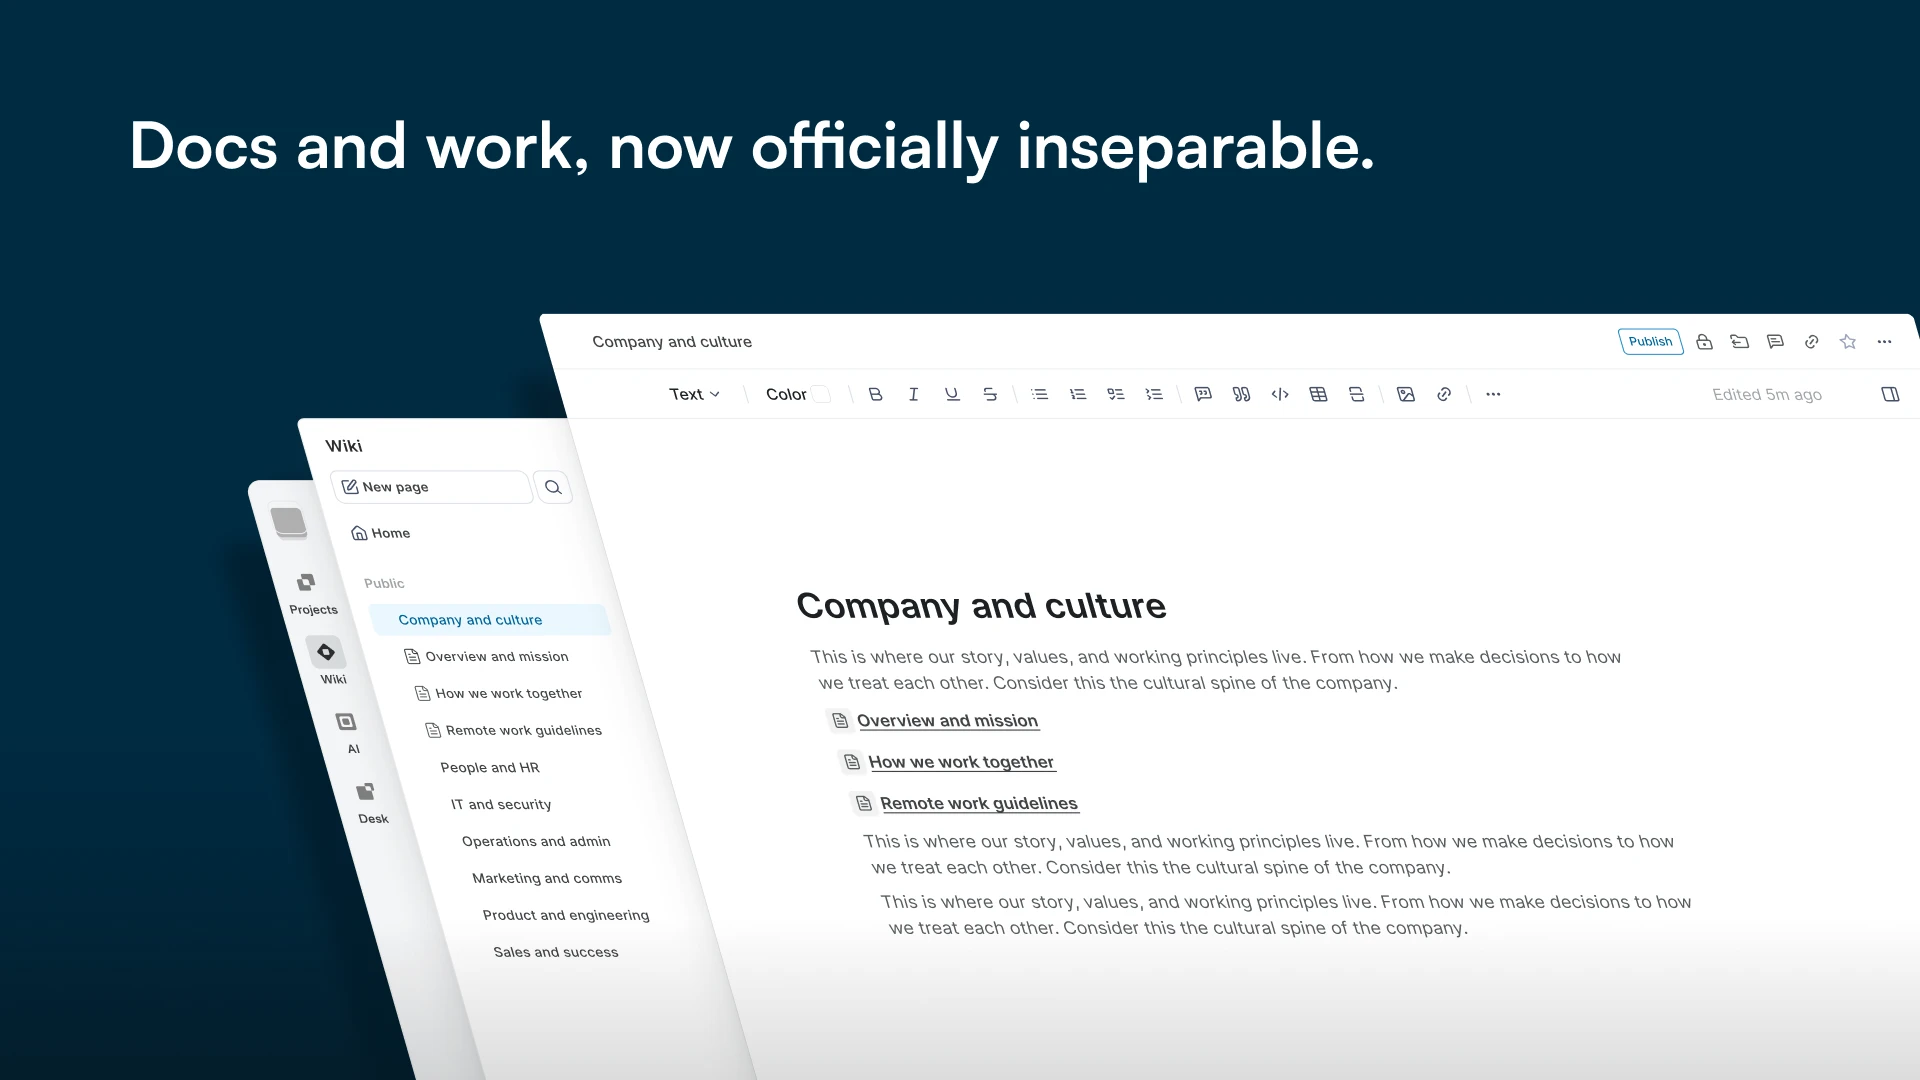 Docs and work, now officially inseparable.
Company and culture
Publish
Text
Color
Edited 5m ago
Wiki
New page
Home
Public
Company and culture
Overview and mission
How we work together
Remote work guidelines
People and HR
IT and security
Operations and admin
Marketing and comms
Product and engineering
Sales and success
Projects
Wiki
AI
Desk
Company and culture
This is where our story, values, and working principles live. From how we make decisions to how
we treat each other. Consider this the cultural spine of the company.
Overview and mission
How we work together
Remote work guidelines
This is where our story, values, and working principles live. From how we make decisions to how
we treat each other. Consider this the cultural spine of the company.
This is where our story, values, and working principles live. From how we make decisions to how
we treat each other. Consider this the cultural spine of the company.